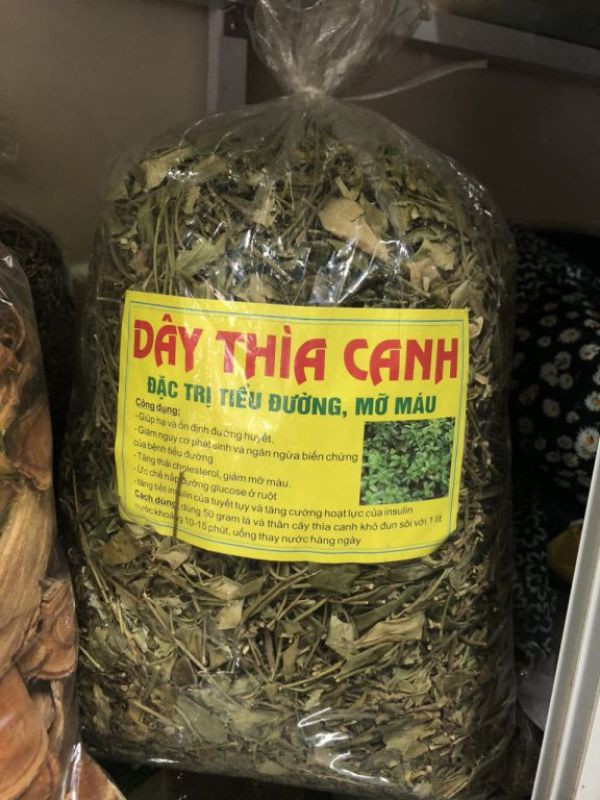 DÂY THÌA CANH
ĐẶC TRỊ TIỂU ĐƯỜNG, MỠ MÁU
Công dụng:
- Giúp hạ và ổn định đường huyết.
- Giảm nguy cơ phát sinh và ngăn ngừa biến chứng
của bệnh tiểu đường
- Tăng thải cholesterol, giảm mỡ máu.
- Ức chế hấp đường glucose ở ruột
- tăng tiết insulin của tuyết tụy và tăng cường hoạt lực của insulin
Cách dùng: dùng 50 gram lá và thân cây thìa canh khô đun sôi với 1 lít
nước khoảng 10-15 phút, uống thay nước hàng ngày